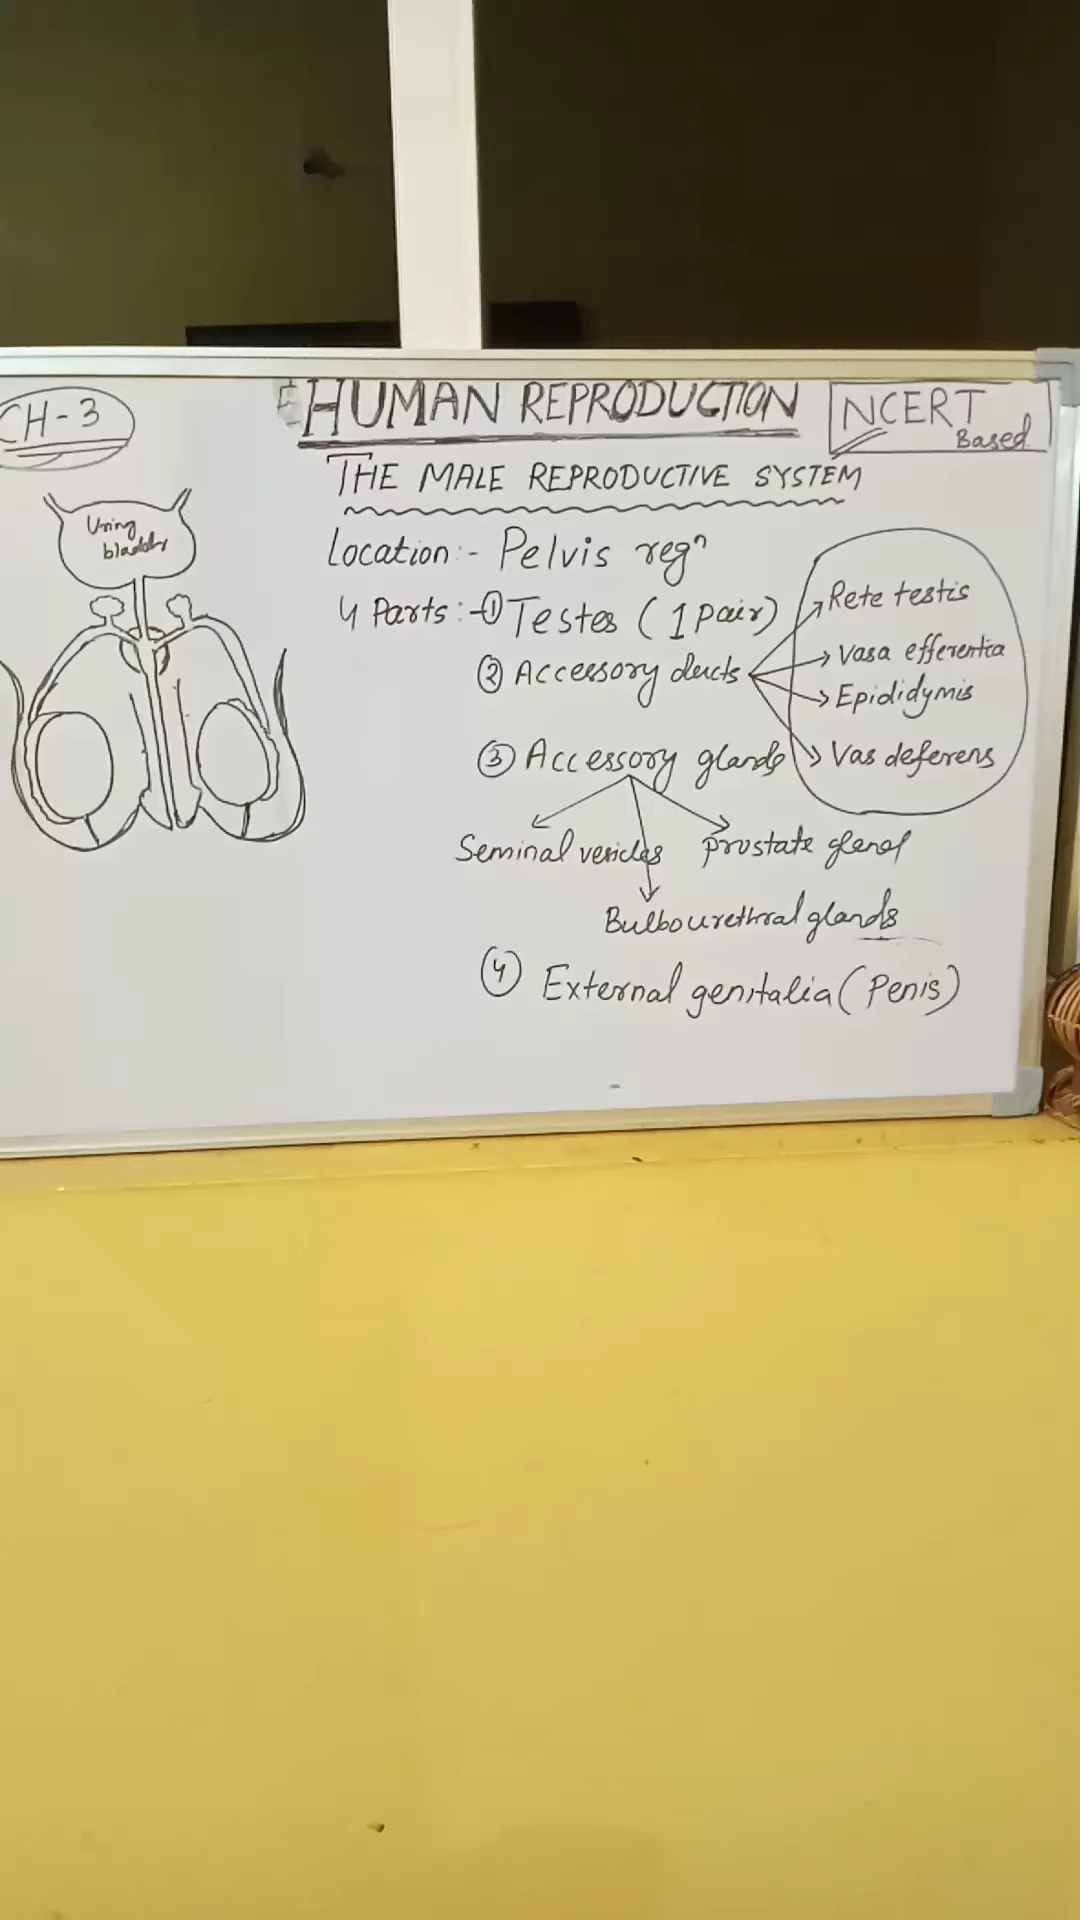 CH-3
HUMAN REPRODUCTION
NCERT
Based
THE MALE REPRODUCTIVE SYSTEM
Location:- Pelvis regⁿ
4 Parts:- ① Testes (1 pair)
② Accessory ducts
Rete testis
Vasa efferentia
Epididymis
Vas deferens
③ Accessory glands
Seminal vesicles
Prostate gland
Bulbourethral glands
④ External genitalia (Penis)
bladder